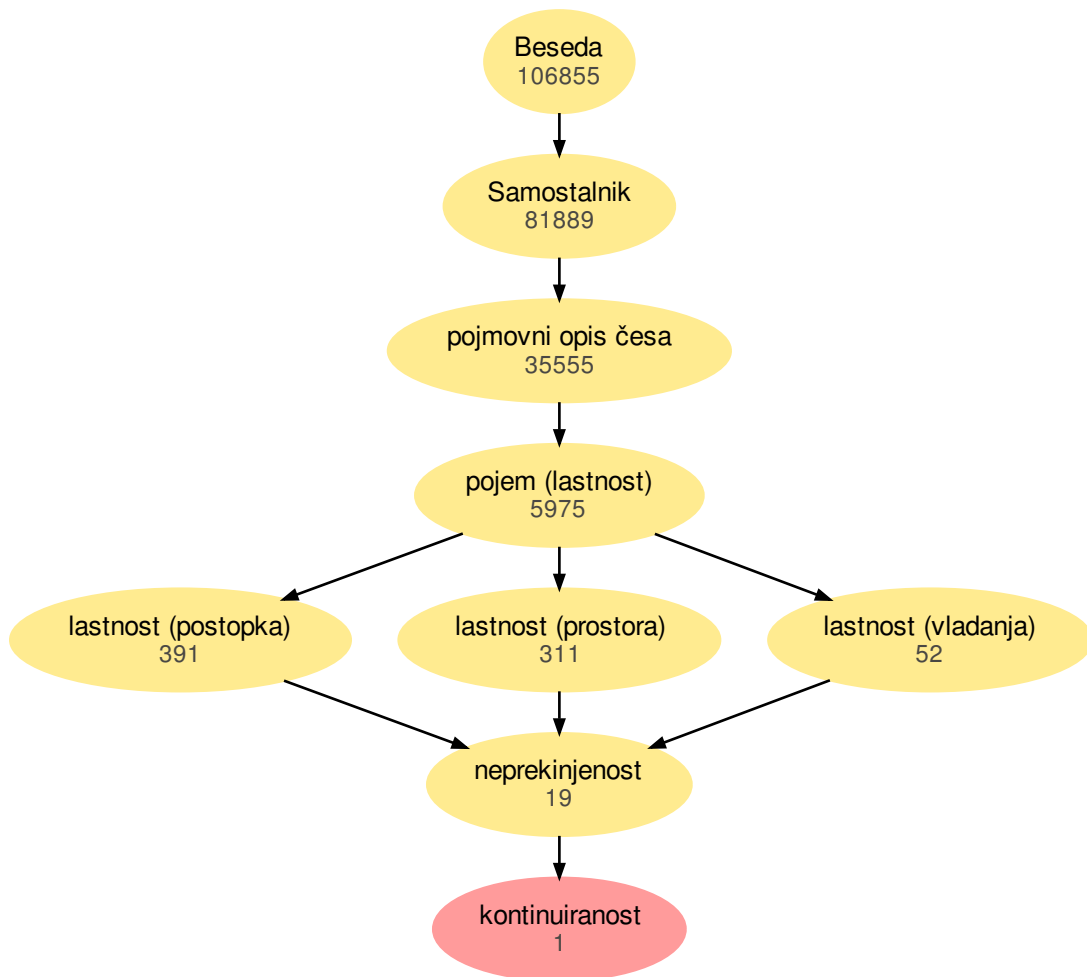 Beseda
106855
Samostalnik
81889
pojmovni opis česa
35555
pojem (lastnost)
5975
lastnost (postopka)
391
lastnost (prostora)
311
lastnost (vladanja)
52
neprekinjenost
19
kontinuiranost
1